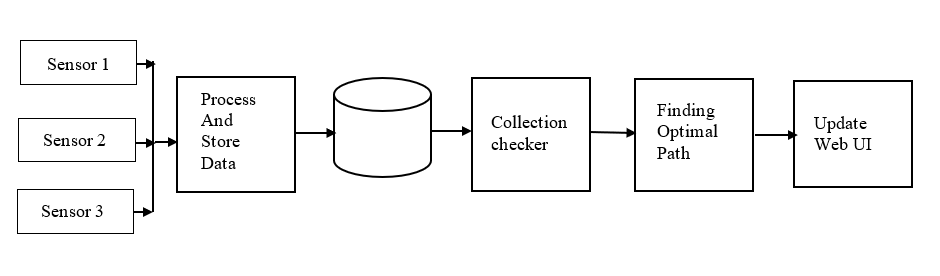 Sensor 1
Sensor 2
Sensor 3
Process
And
Store
Data
Collection
checker
Finding
Optimal
Path
Update
Web UI